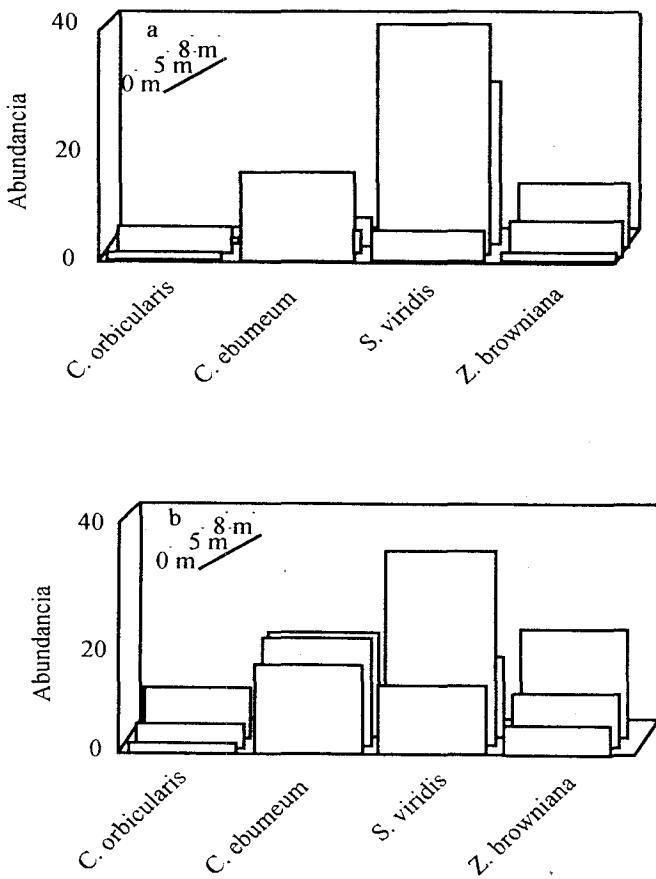 40
a
8 m
5 m
0 m
Abundancia
20
0
C. orbicularis
C. ebumeum
S. viridis
Z. browniana
40
b
8 m
5 m
0 m
Abundancia
20
0
C. orbicularis
C. ebumeum
S. viridis
Z. browniana